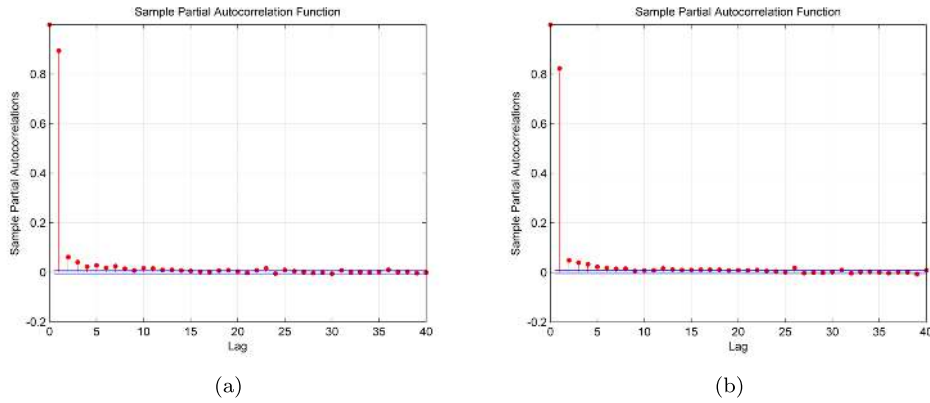 Sample Partial Autocorrelation Function
Sample Partial Autocorrelations
0.8
0.6
0.4
0.2
0
-0.2
0 5 10 15 20 25 30 35 40
Lag
(a)
Sample Partial Autocorrelation Function
Sample Partial Autocorrelations
0.8
0.6
0.4
0.2
0
-0.2
0 5 10 15 20 25 30 35 40
Lag
(b)